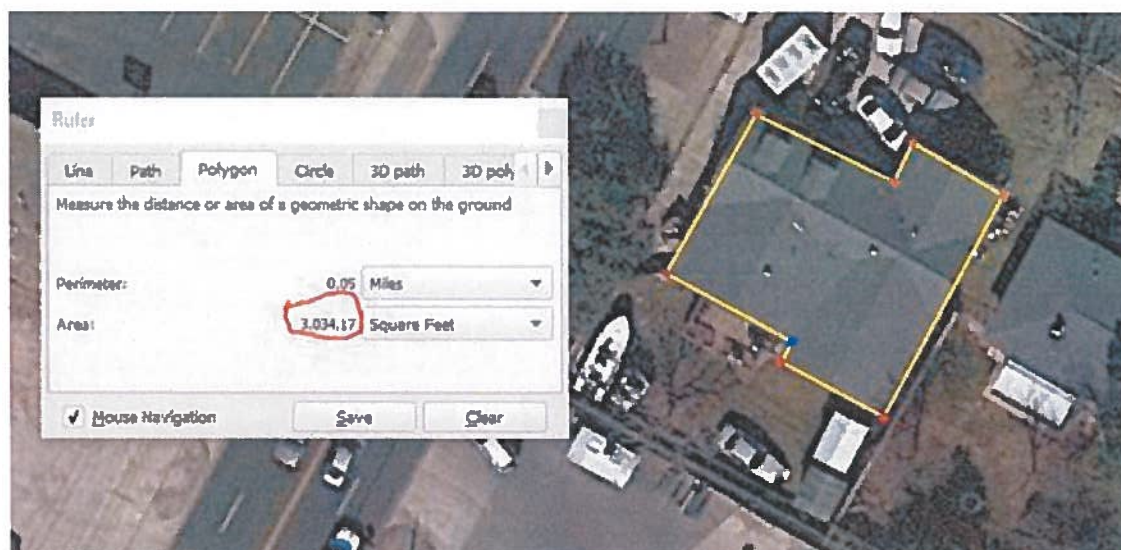 Ruler
Line Path Polygon Circle 3D path 3D poly
Measure the distance or area of a geometric shape on the ground
Perimeter: 0.05 Miles
Area: 3,034.17 Square Feet
Mouse Navigation Save Clear